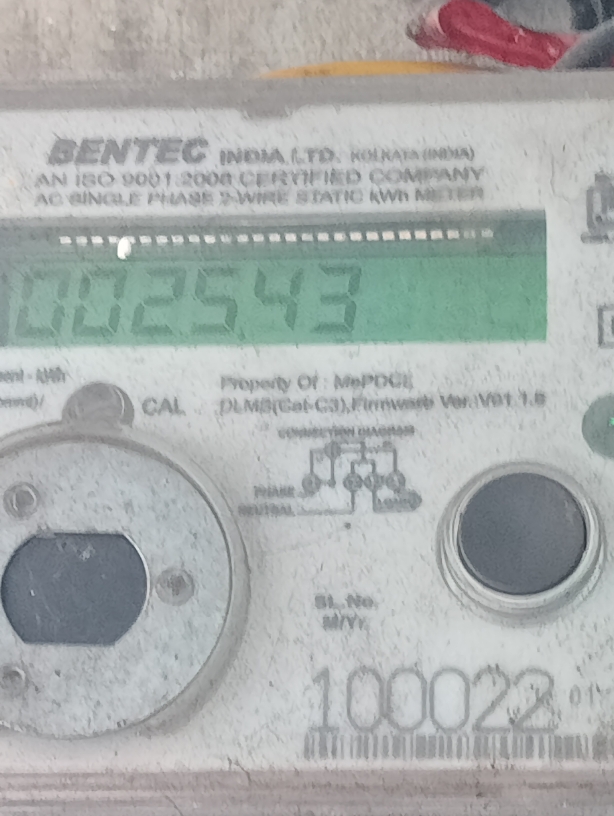 BENTEC INDIA LTD. KOLKATA (INDIA)
AN ISO 9001:2008 CERTIFIED COMPANY
AC SINGLE PHASE 2-WIRE STATIC kWh METER
002543
CAL
Property Of : MePDCL
DLMS(Cat-C3),Firmware Ver.:V01.1.6
CONNECTION DIAGRAM
PHASE
NEUTRAL
LOAD
SL.No.
M/Yr.
100022